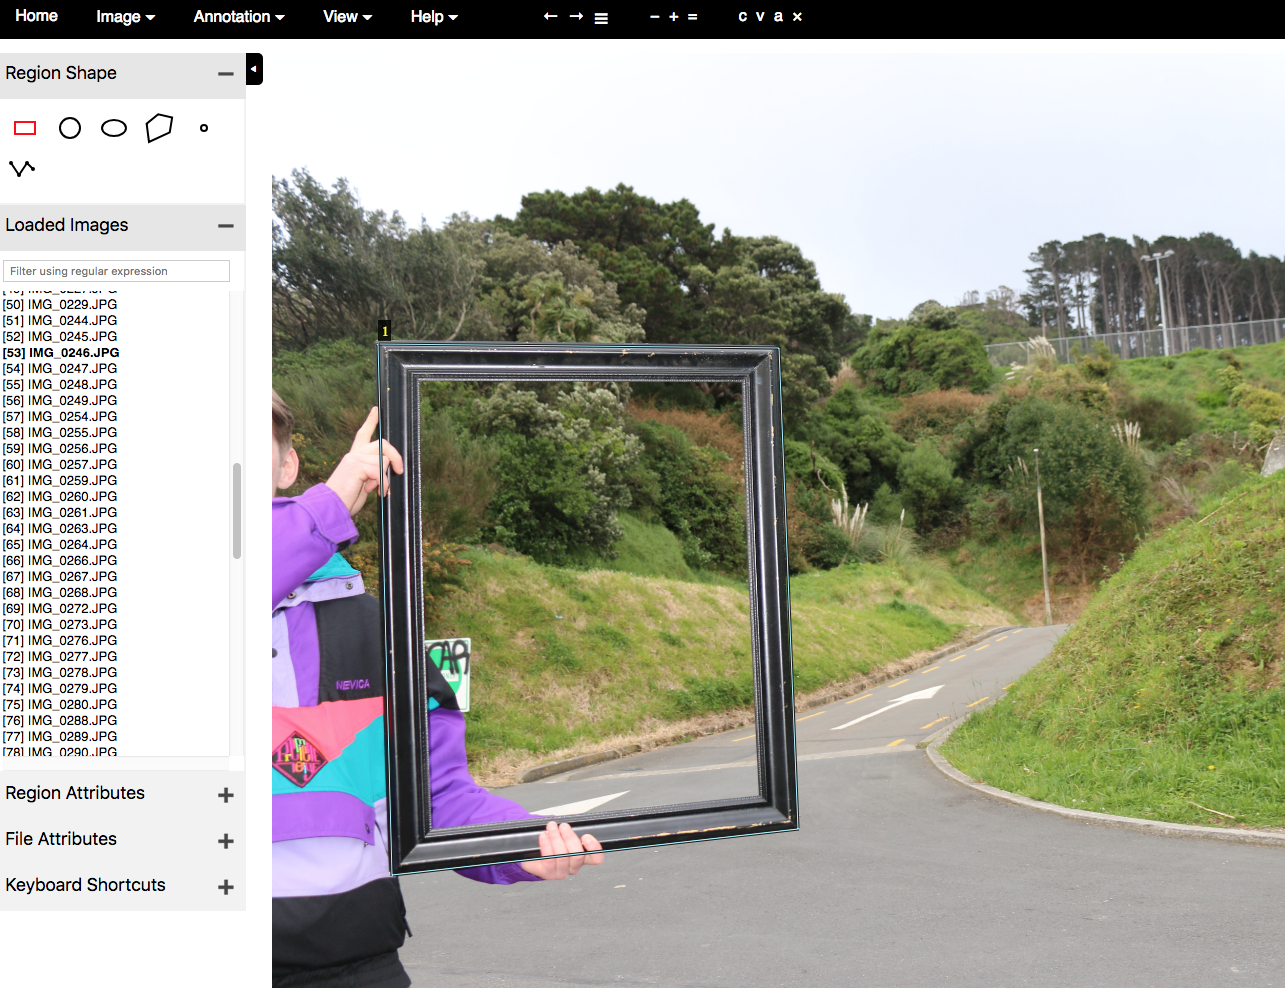 Home Image Annotation View Help ← → ☰ − + = c v a ×
Region Shape
Loaded Images
Filter using regular expression
[50] IMG_0229.JPG
[51] IMG_0244.JPG
[52] IMG_0245.JPG
[53] IMG_0246.JPG
[54] IMG_0247.JPG
[55] IMG_0248.JPG
[56] IMG_0249.JPG
[57] IMG_0254.JPG
[58] IMG_0255.JPG
[59] IMG_0256.JPG
[60] IMG_0257.JPG
[61] IMG_0259.JPG
[62] IMG_0260.JPG
[63] IMG_0261.JPG
[64] IMG_0263.JPG
[65] IMG_0264.JPG
[66] IMG_0266.JPG
[67] IMG_0267.JPG
[68] IMG_0268.JPG
[69] IMG_0272.JPG
[70] IMG_0273.JPG
[71] IMG_0276.JPG
[72] IMG_0277.JPG
[73] IMG_0278.JPG
[74] IMG_0279.JPG
[75] IMG_0280.JPG
[76] IMG_0288.JPG
[77] IMG_0289.JPG
[78] IMG_0290.JPG
Region Attributes
File Attributes
Keyboard Shortcuts
1
NEVICA